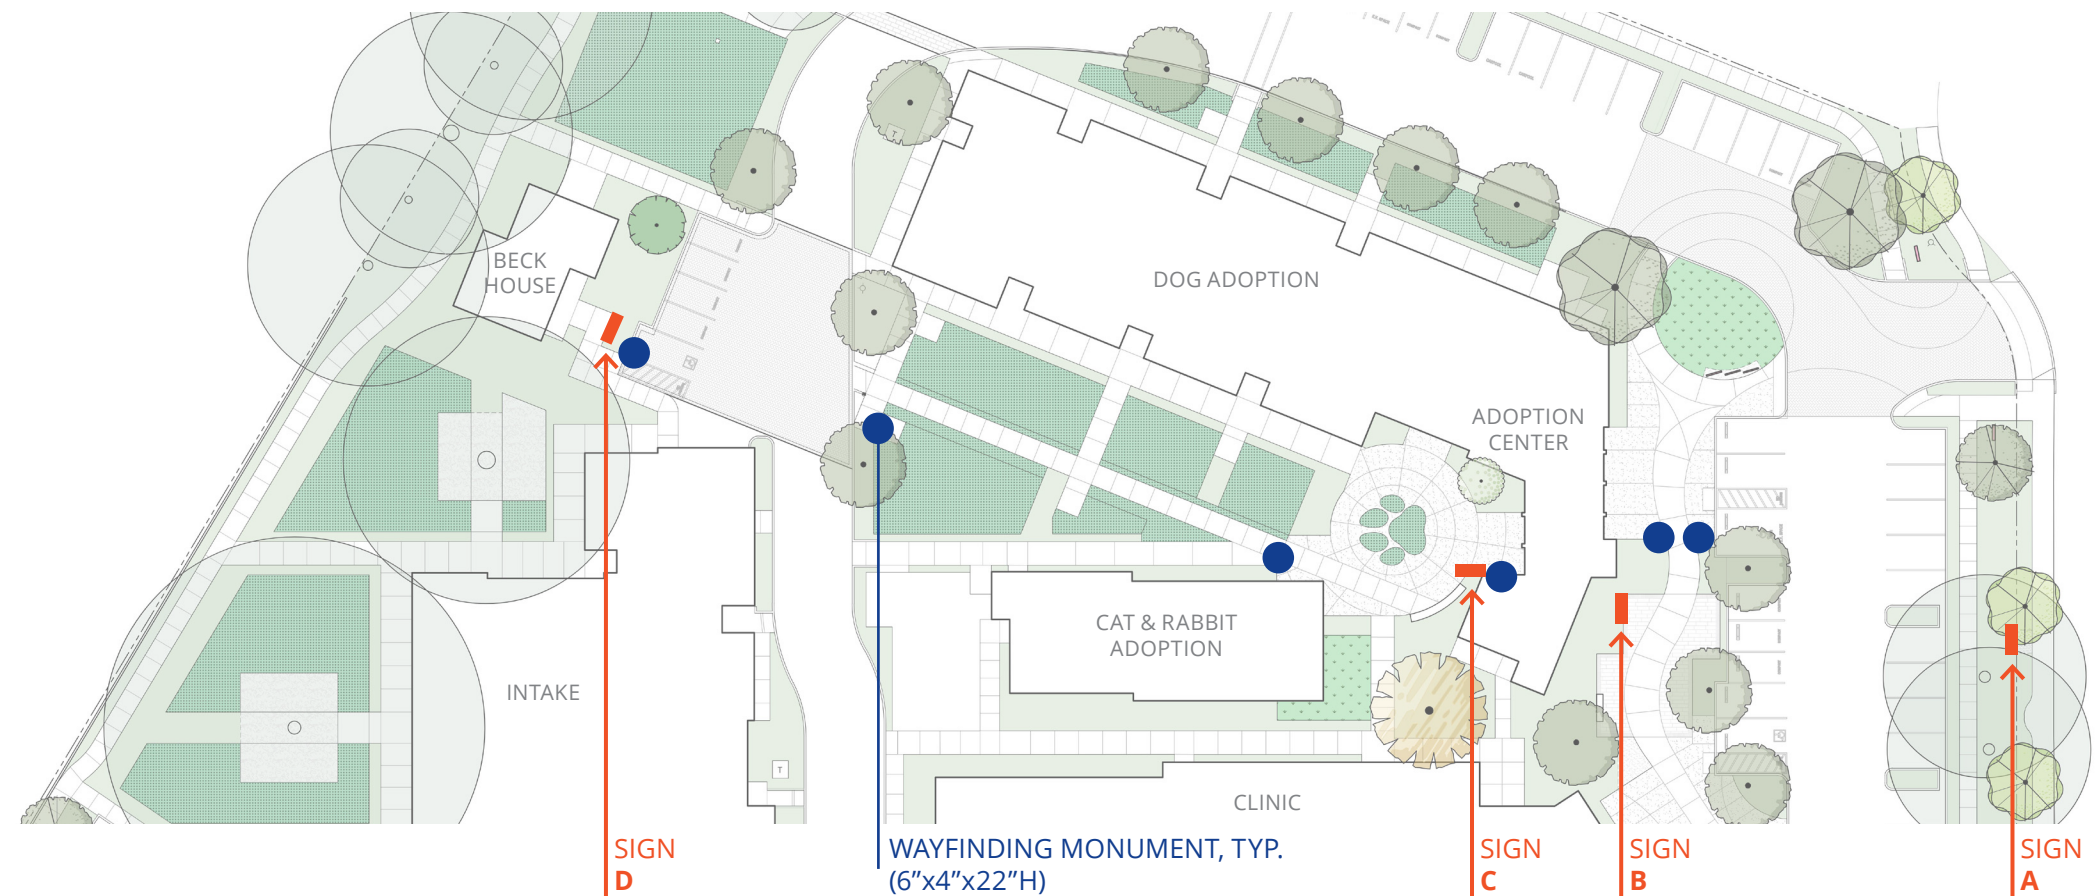 BECK
HOUSE
DOG ADOPTION
ADOPTION
CENTER
CAT & RABBIT
ADOPTION
INTAKE
CLINIC
T
T
SIGN
D
WAYFINDING MONUMENT, TYP.
(6”x4”x22”H)
SIGN
C
SIGN
B
SIGN
A